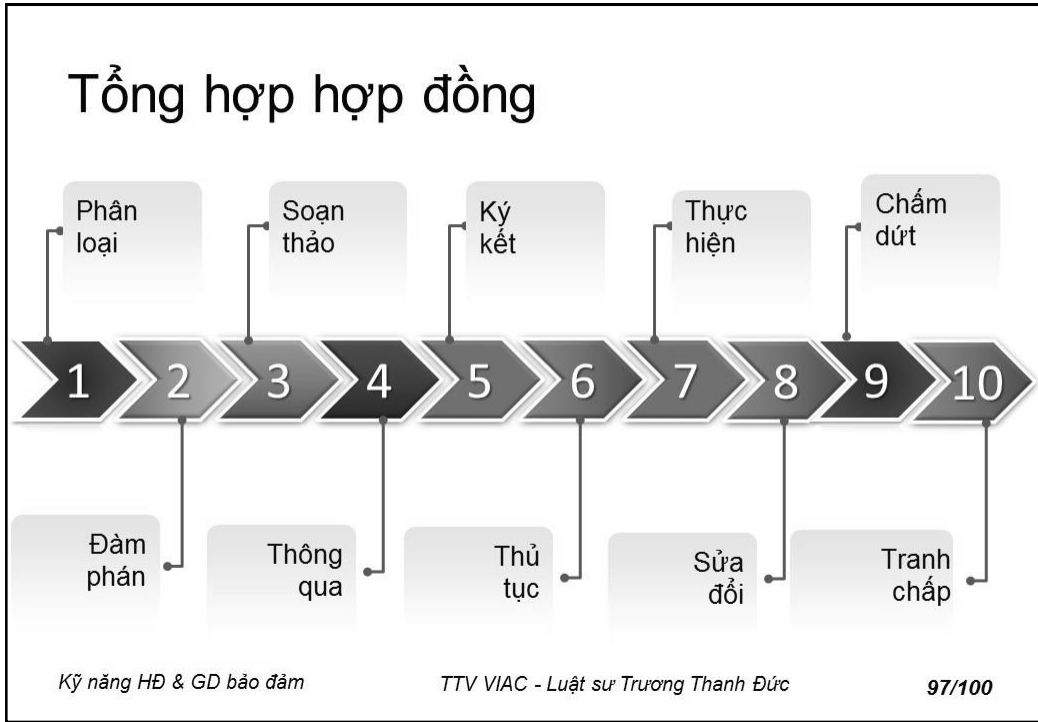 Tổng hợp hợp đồng
Phân
loại
Soạn
thảo
Ký
kết
Thực
hiện
Chấm
dứt
1
2
3
4
5
6
7
8
9
10
Đàm
phán
Thông
qua
Thủ
tục
Sửa
đổi
Tranh
chấp
Kỹ năng HĐ & GD bảo đảm
TTV VIAC - Luật sư Trương Thanh Đức
97/100